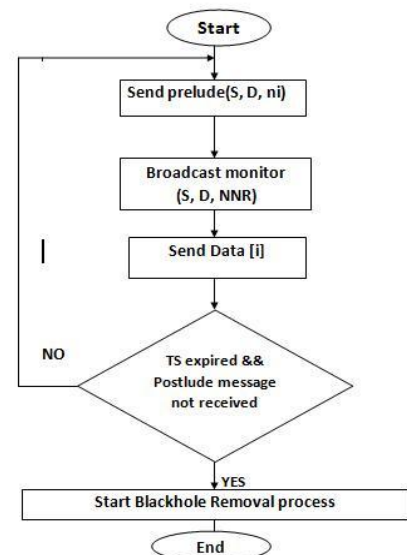 Start
Send prelude(S, D, ni)
Broadcast monitor
(S, D, NNR)
Send Data [i]
NO
TS expired &&
Postlude message
not received
YES
Start Blackhole Removal process
End